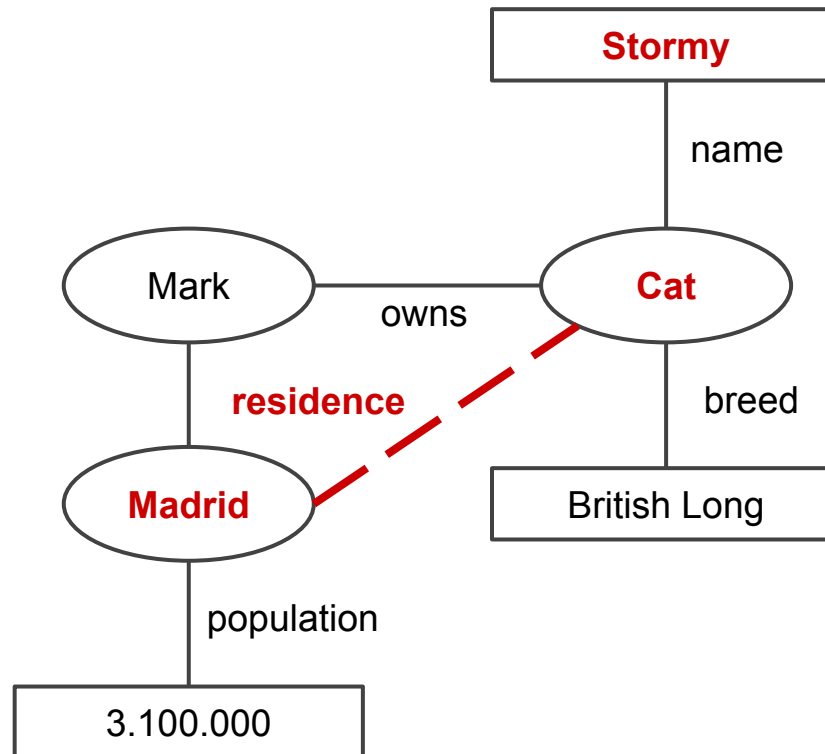 Stormy
name
Mark
owns
Cat
residence
breed
Madrid
British Long
population
3.100.000